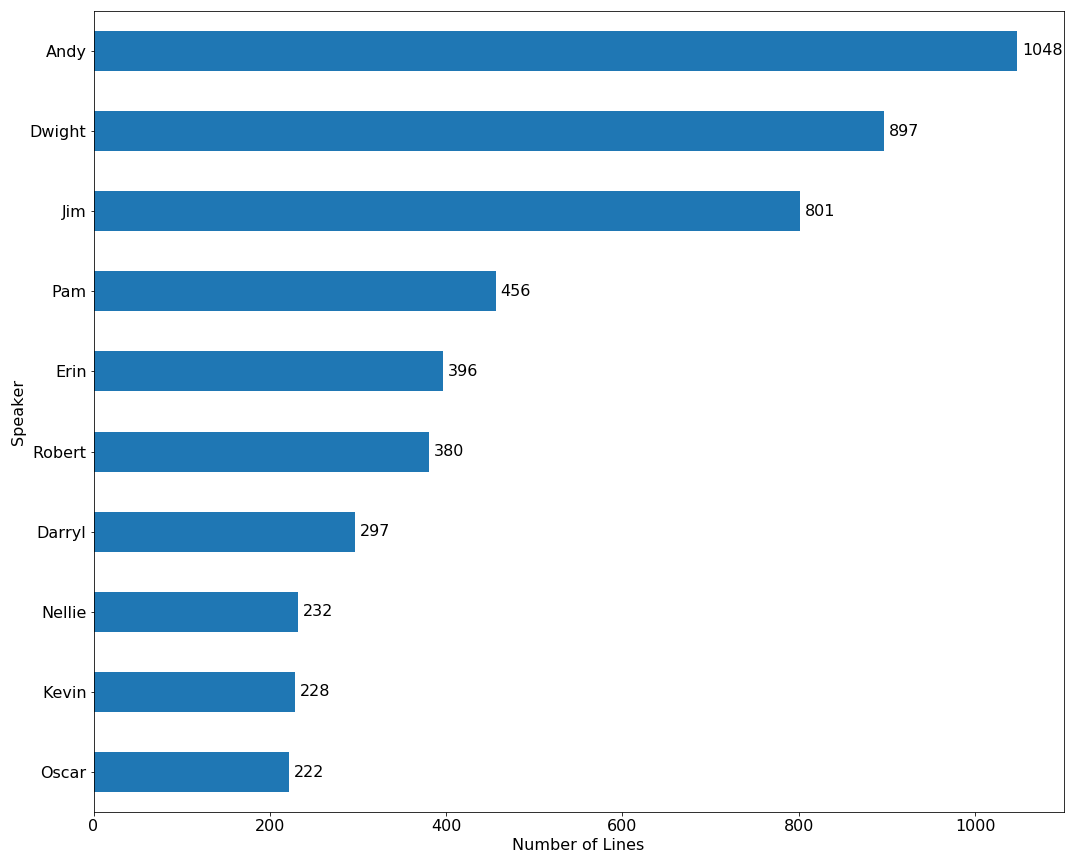 Andy 1048
Dwight 897
Jim 801
Pam 456
Erin 396
Robert 380
Darryl 297
Nellie 232
Kevin 228
Oscar 222
Speaker
0 200 400 600 800 1000
Number of Lines